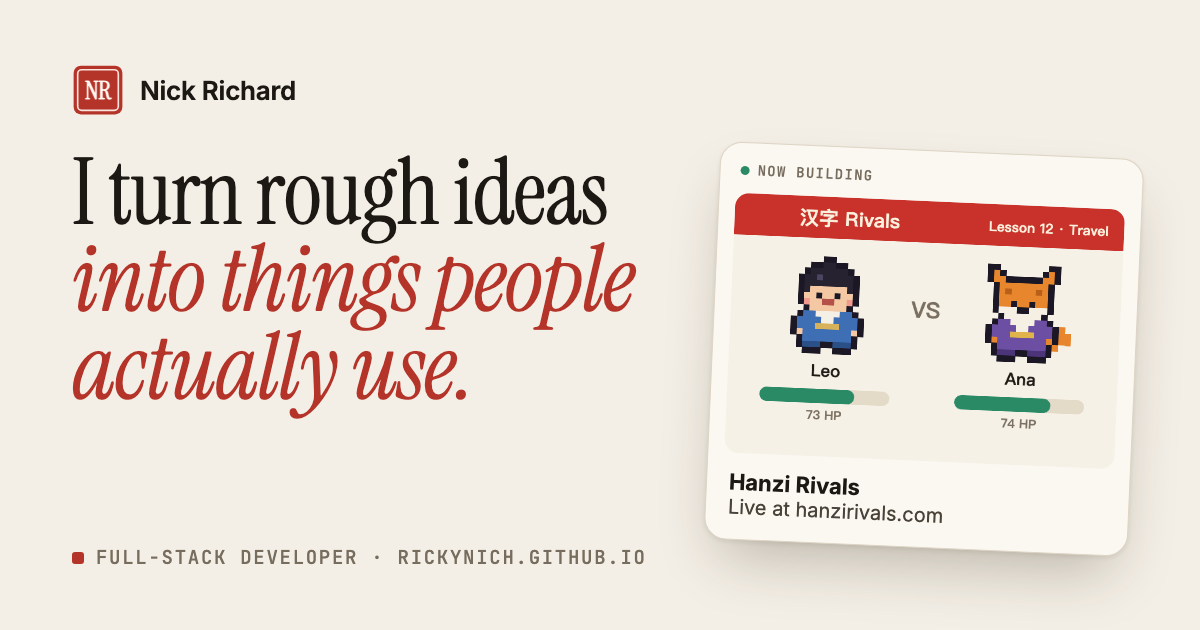 NR
Nick Richard
I turn rough ideas
into things people
actually use.
FULL-STACK DEVELOPER · RICKYNICH.GITHUB.IO
NOW BUILDING
汉字 Rivals
Lesson 12 · Travel
VS
Leo
73 HP
Ana
74 HP
Hanzi Rivals
Live at hanzirivals.com